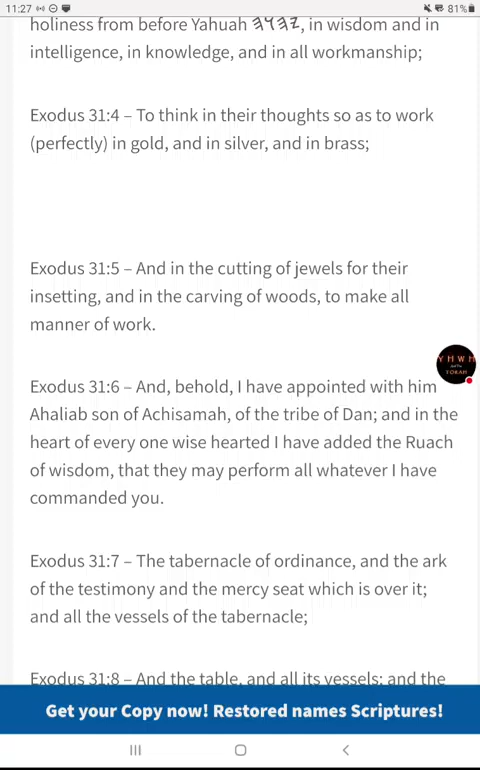 11:27
81%
holiness from before Yahuah 𐤉𐤄𐤅𐤄, in wisdom and in
intelligence, in knowledge, and in all workmanship;
Exodus 31:4 – To think in their thoughts so as to work
(perfectly) in gold, and in silver, and in brass;
Exodus 31:5 – And in the cutting of jewels for their
insetting, and in the carving of woods, to make all
manner of work.
YHWH
and The
TORAH
Exodus 31:6 – And, behold, I have appointed with him
Ahaliab son of Achisamah, of the tribe of Dan; and in the
heart of every one wise hearted I have added the Ruach
of wisdom, that they may perform all whatever I have
commanded you.
Exodus 31:7 – The tabernacle of ordinance, and the ark
of the testimony and the mercy seat which is over it;
and all the vessels of the tabernacle;
Exodus 31:8 – And the table, and all its vessels; and the
Get your Copy now! Restored names Scriptures!